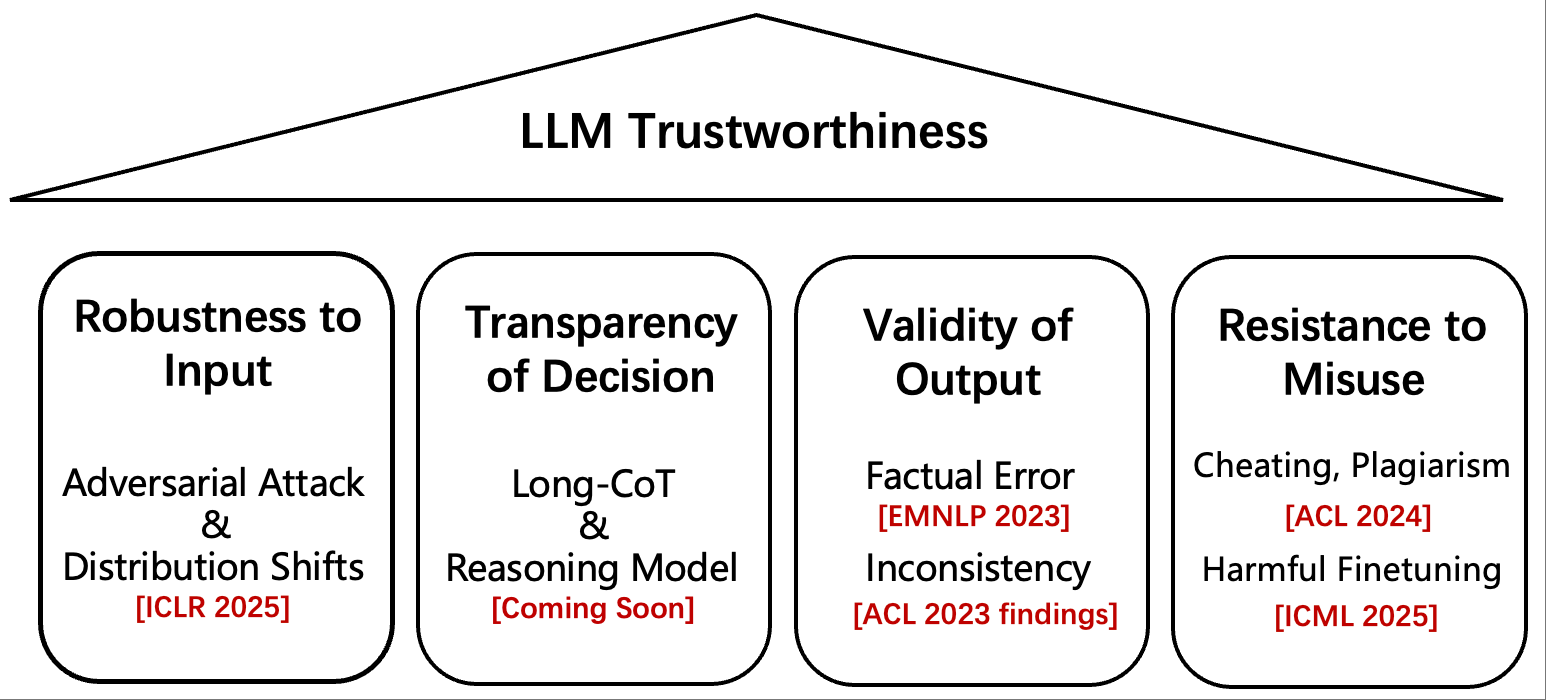 LLM Trustworthiness
Robustness to
Input
Adversarial Attack
&
Distribution Shifts
[ICLR 2025]
Transparency
of Decision
Long-CoT
&
Reasoning Model
[Coming Soon]
Validity of
Output
Factual Error
[EMNLP 2023]
Inconsistency
[ACL 2023 findings]
Resistance to
Misuse
Cheating, Plagiarism
[ACL 2024]
Harmful Finetuning
[ICML 2025]